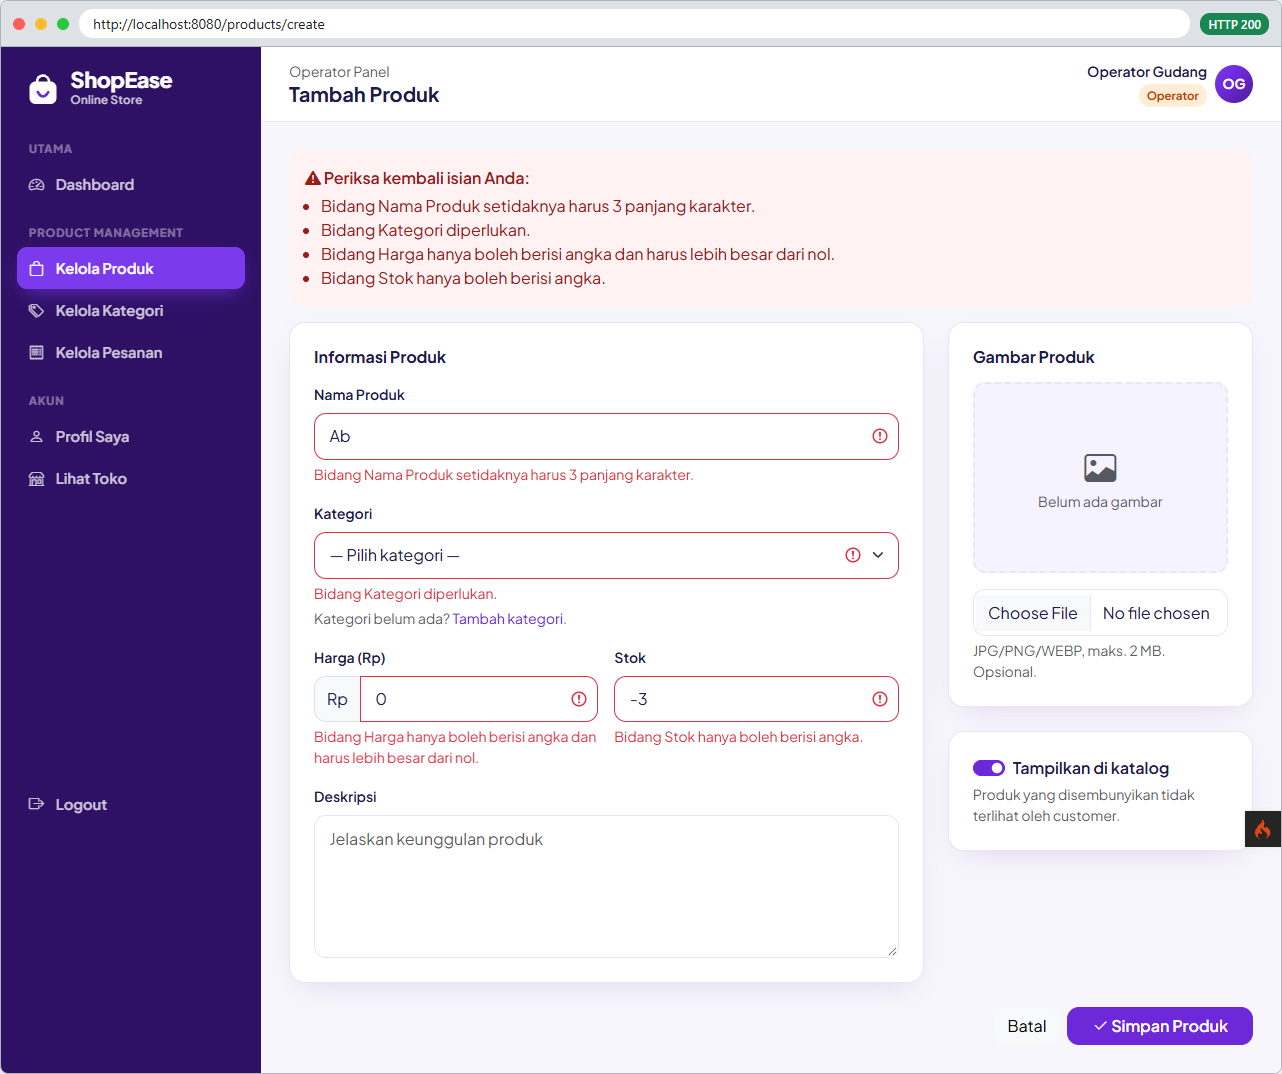 http://localhost:8080/products/create
HTTP 200
ShopEase
Online Store
UTAMA
Dashboard
PRODUCT MANAGEMENT
Kelola Produk
Kelola Kategori
Kelola Pesanan
AKUN
Profil Saya
Lihat Toko
Logout
Operator Panel
Tambah Produk
Operator Gudang
Operator
OG
Periksa kembali isian Anda:
Bidang Nama Produk setidaknya harus 3 panjang karakter.
Bidang Kategori diperlukan.
Bidang Harga hanya boleh berisi angka dan harus lebih besar dari nol.
Bidang Stok hanya boleh berisi angka.
Informasi Produk
Nama Produk
Ab
Bidang Nama Produk setidaknya harus 3 panjang karakter.
Kategori
— Pilih kategori —
Bidang Kategori diperlukan.
Kategori belum ada? Tambah kategori.
Harga (Rp)
Rp 0
Bidang Harga hanya boleh berisi angka dan
harus lebih besar dari nol.
Stok
-3
Bidang Stok hanya boleh berisi angka.
Deskripsi
Jelaskan keunggulan produk
Gambar Produk
Belum ada gambar
Choose File No file chosen
JPG/PNG/WEBP, maks. 2 MB.
Opsional.
Tampilkan di katalog
Produk yang disembunyikan tidak
terlihat oleh customer.
Batal
Simpan Produk